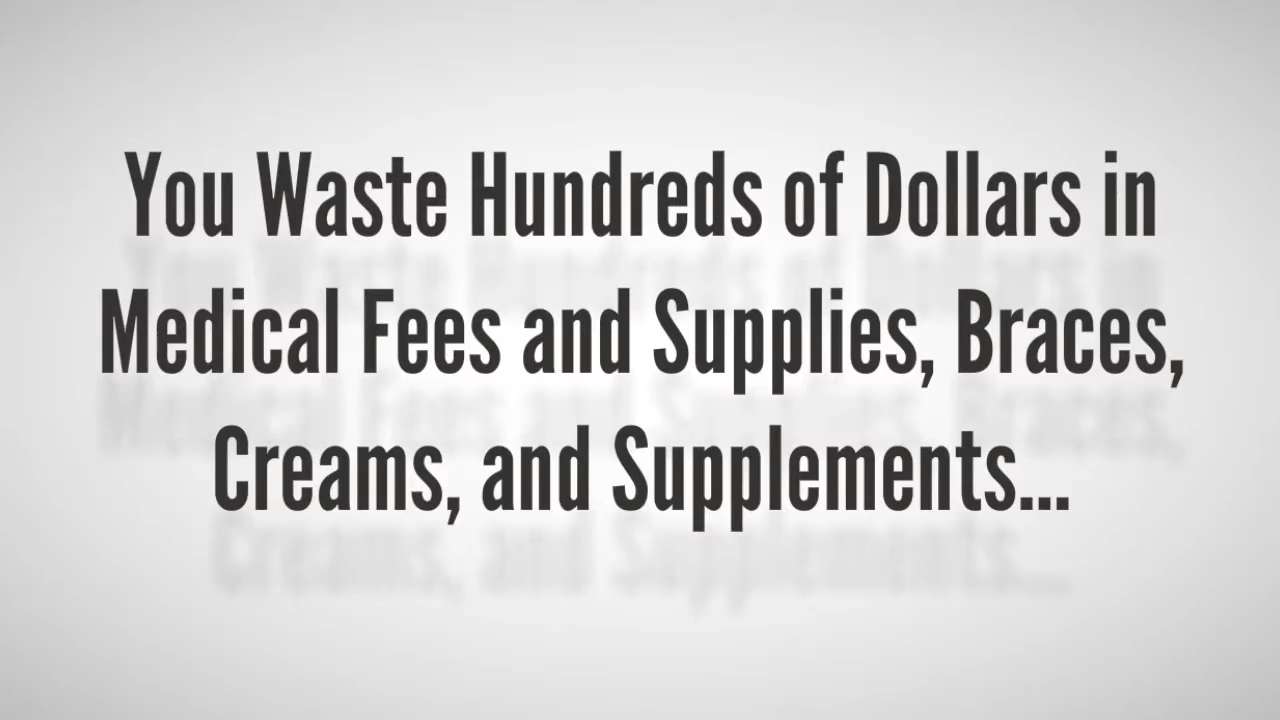 You Waste Hundreds of Dollars in
Medical Fees and Supplies, Braces,
Creams, and Supplements...